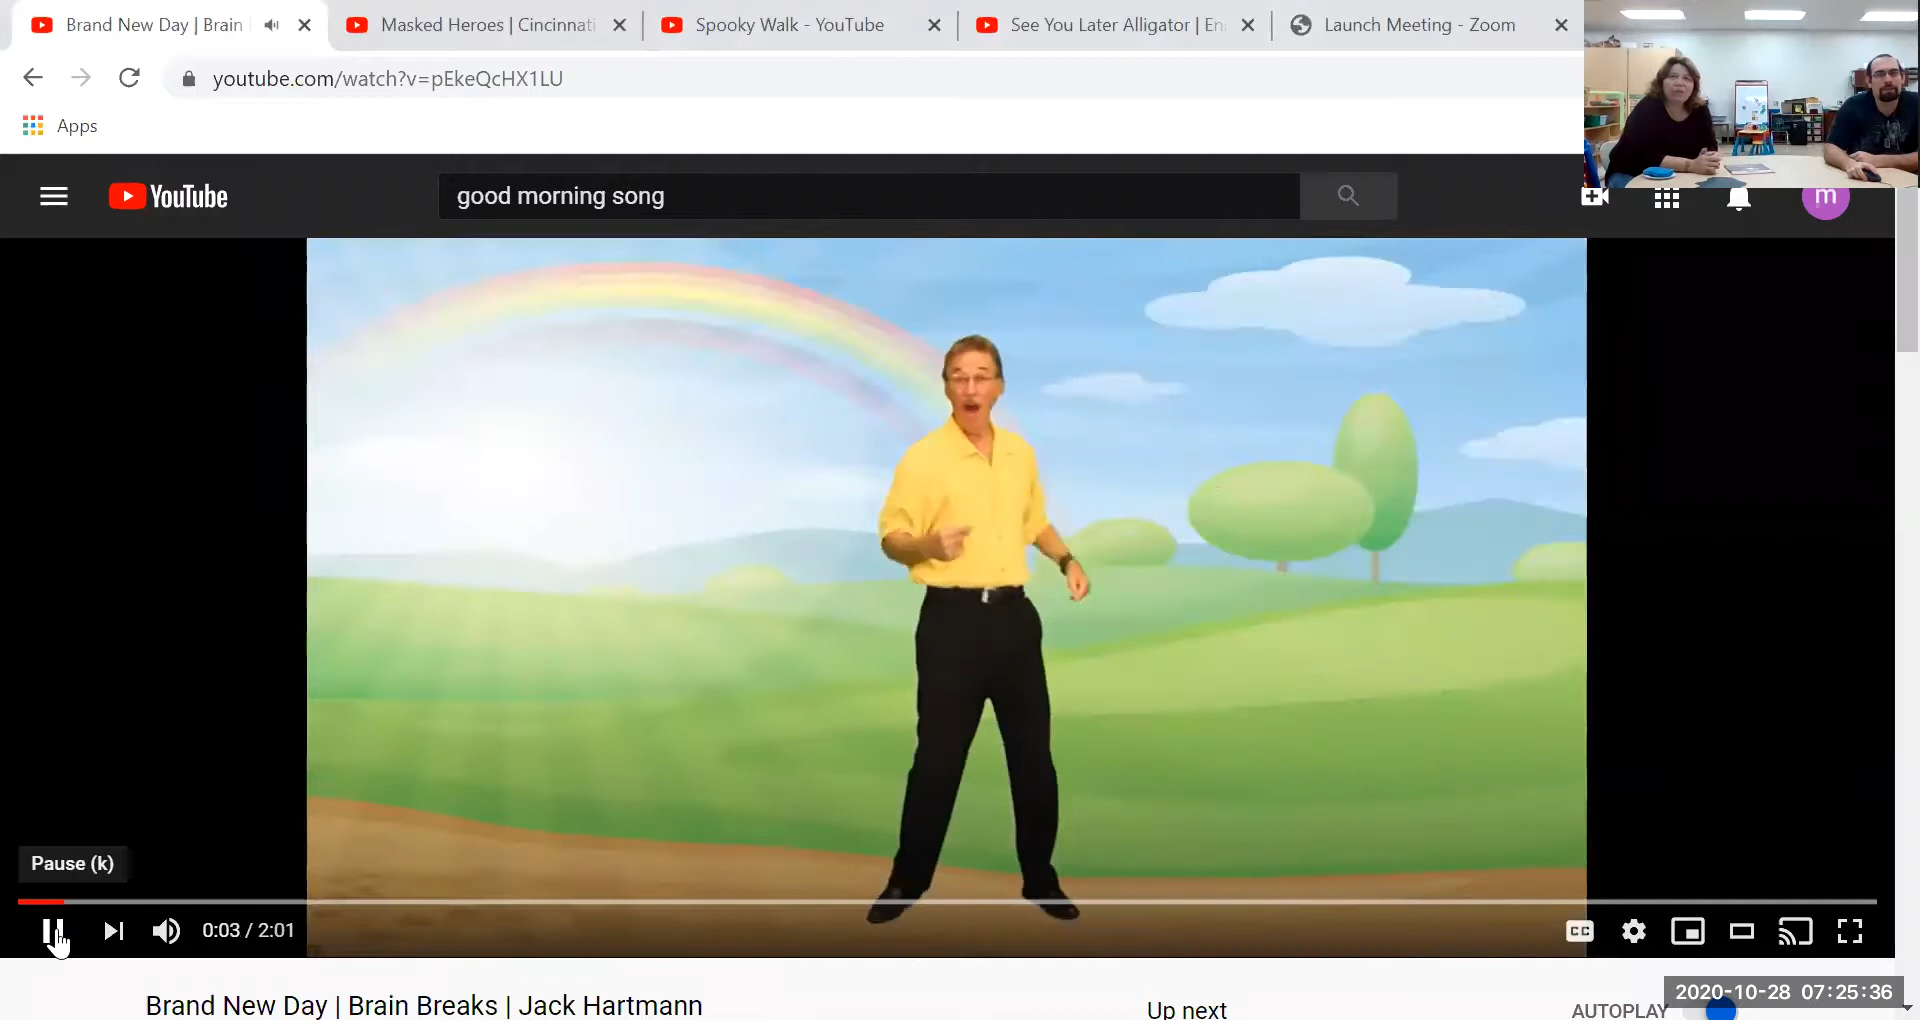 Brand New Day | Brain
Masked Heroes | Cincinnati
Spooky Walk - YouTube
See You Later Alligator | En
Launch Meeting - Zoom
youtube.com/watch?v=pEkeQcHX1LU
Apps
YouTube
good morning song
m
Pause (k)
0:03 / 2:01
CC
Brand New Day | Brain Breaks | Jack Hartmann
Up next
AUTOPLAY
2020-10-28 07:25:36